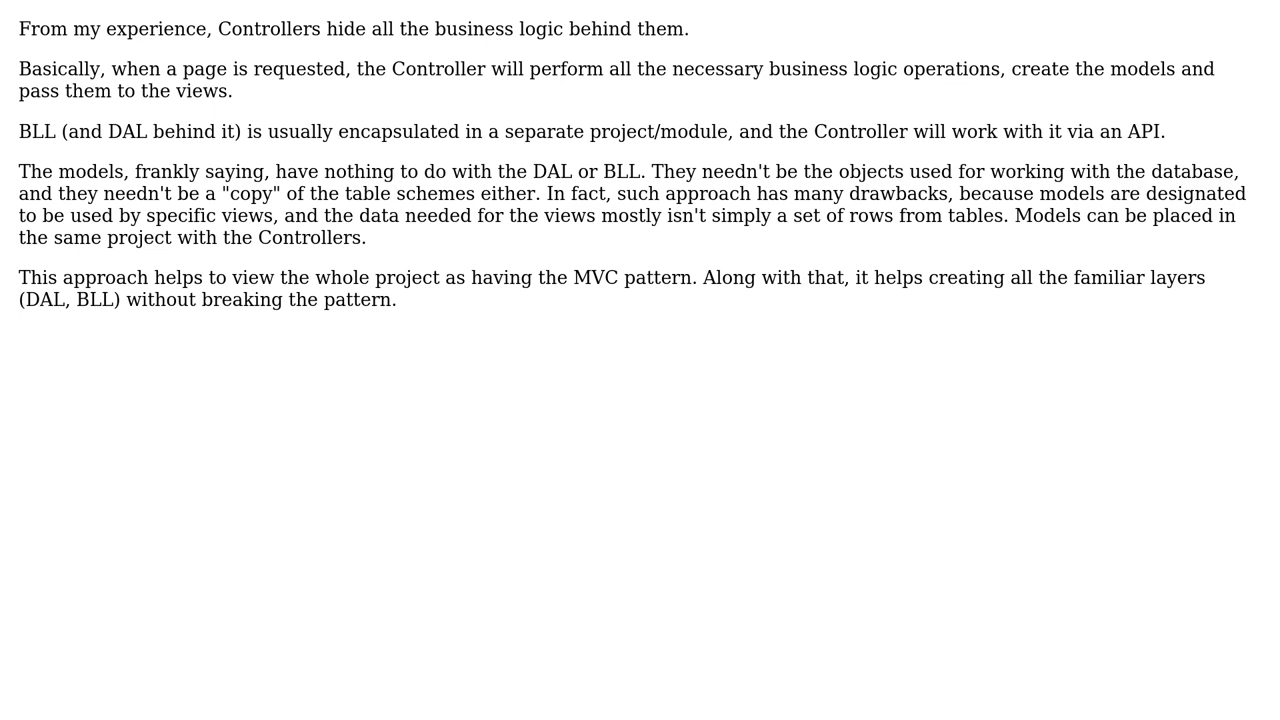 From my experience, Controllers hide all the business logic behind them.
Basically, when a page is requested, the Controller will perform all the necessary business logic operations, create the models and
pass them to the views.
BLL (and DAL behind it) is usually encapsulated in a separate project/module, and the Controller will work with it via an API.
The models, frankly saying, have nothing to do with the DAL or BLL. They needn't be the objects used for working with the database,
and they needn't be a "copy" of the table schemes either. In fact, such approach has many drawbacks, because models are designated
to be used by specific views, and the data needed for the views mostly isn't simply a set of rows from tables. Models can be placed in
the same project with the Controllers.
This approach helps to view the whole project as having the MVC pattern. Along with that, it helps creating all the familiar layers
(DAL, BLL) without breaking the pattern.